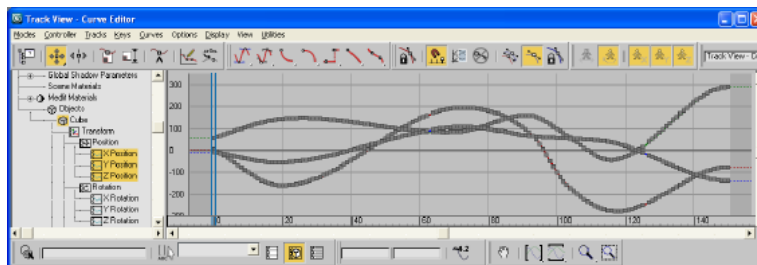 Track View - Curve Editor
Modes Controller Tracks Keys Curves Options Display View Utilities
Track View - C
Global Shadow Parameters
Scene Materials
Medit Materials
Objects
Cube
Transform
Position
X Position
Y Position
Z Position
Rotation
X Rotation
Y Rotation
Z Rotation
300
200
100
0
-100
-200
-300
0 20 40 60 80 100 120 140